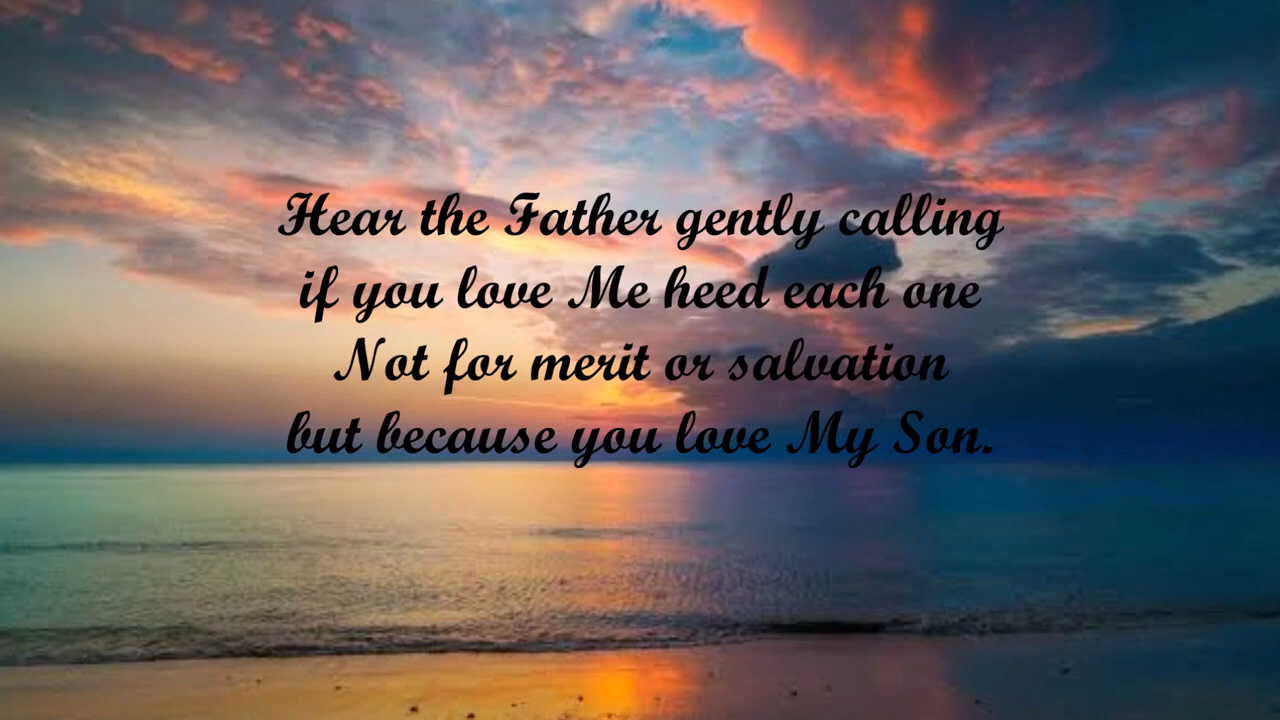 Hear the Father gently calling
if you love Me heed each one
Not for merit or salvation
but because you love My Son.